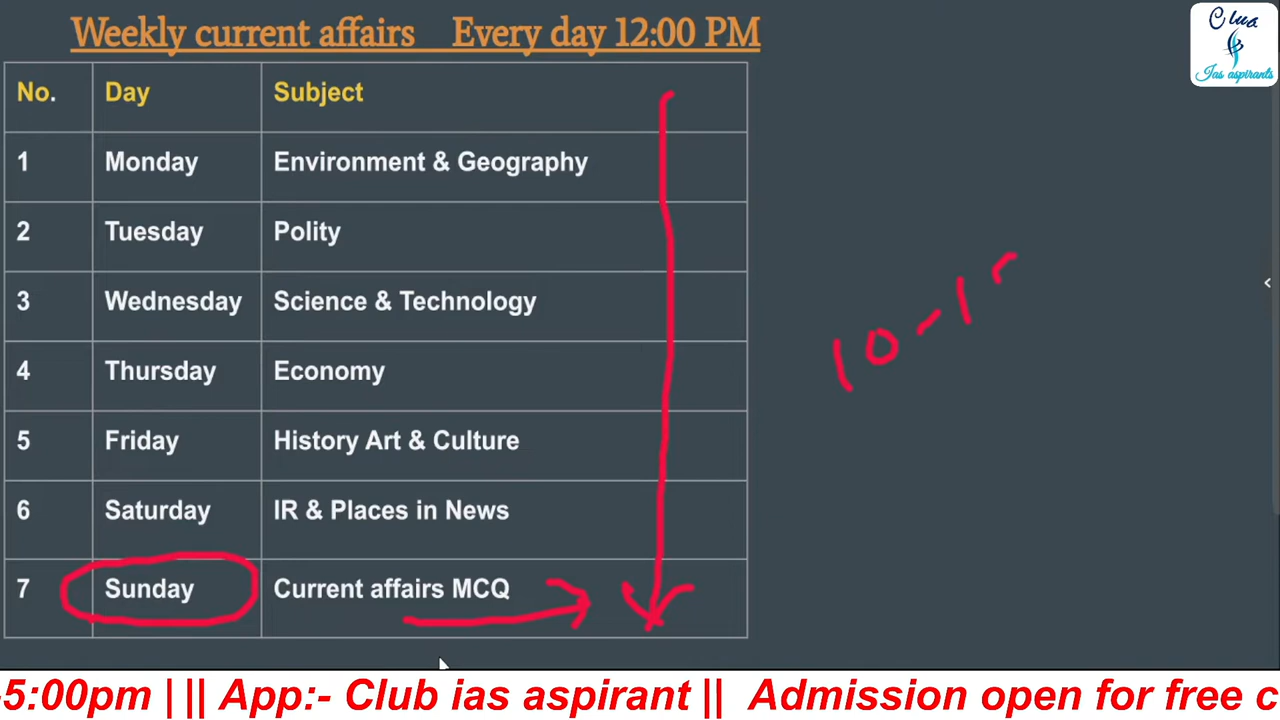 Weekly current affairs Every day 12:00 PM
Club
Ias aspirants
No. Day Subject
1 Monday Environment & Geography
2 Tuesday Polity
3 Wednesday Science & Technology
4 Thursday Economy
5 Friday History Art & Culture
6 Saturday IR & Places in News
7 Sunday Current affairs MCQ
10-1
-5:00pm | || App:- Club ias aspirant || Admission open for free c